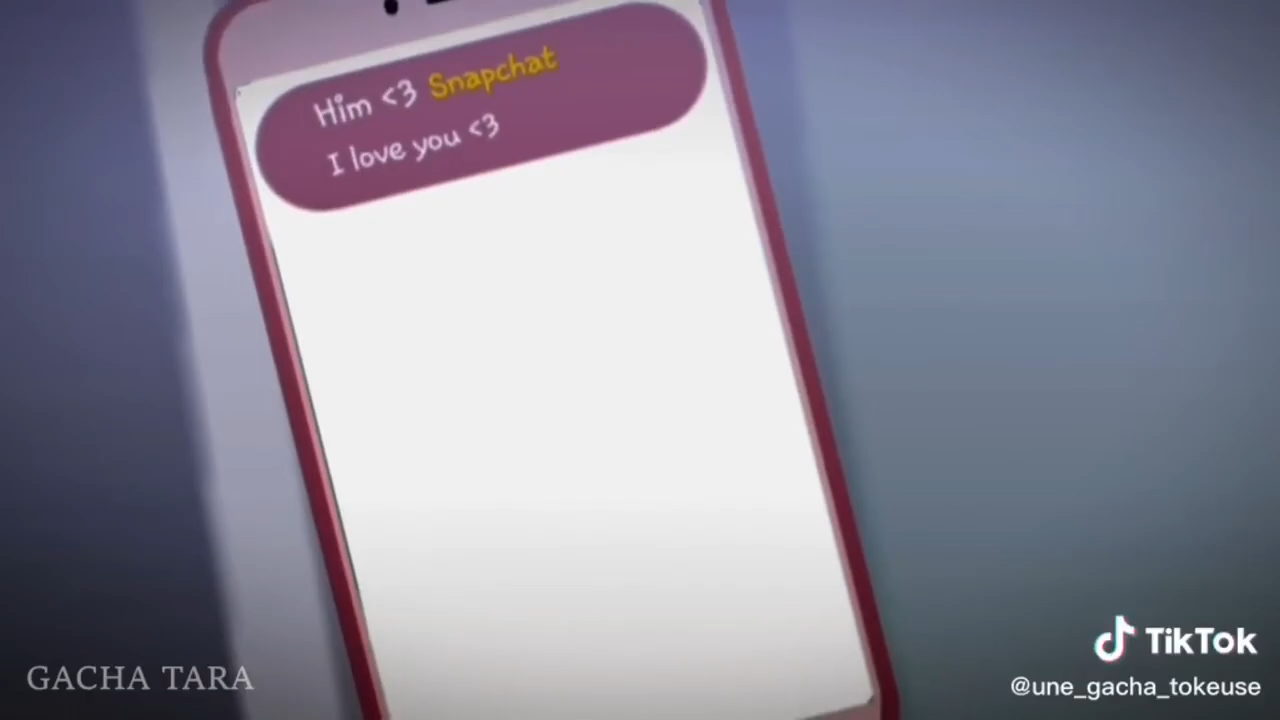 Him <3 Snapchat
I love you <3
GACHA TARA
TikTok
@une_gacha_tokeuse